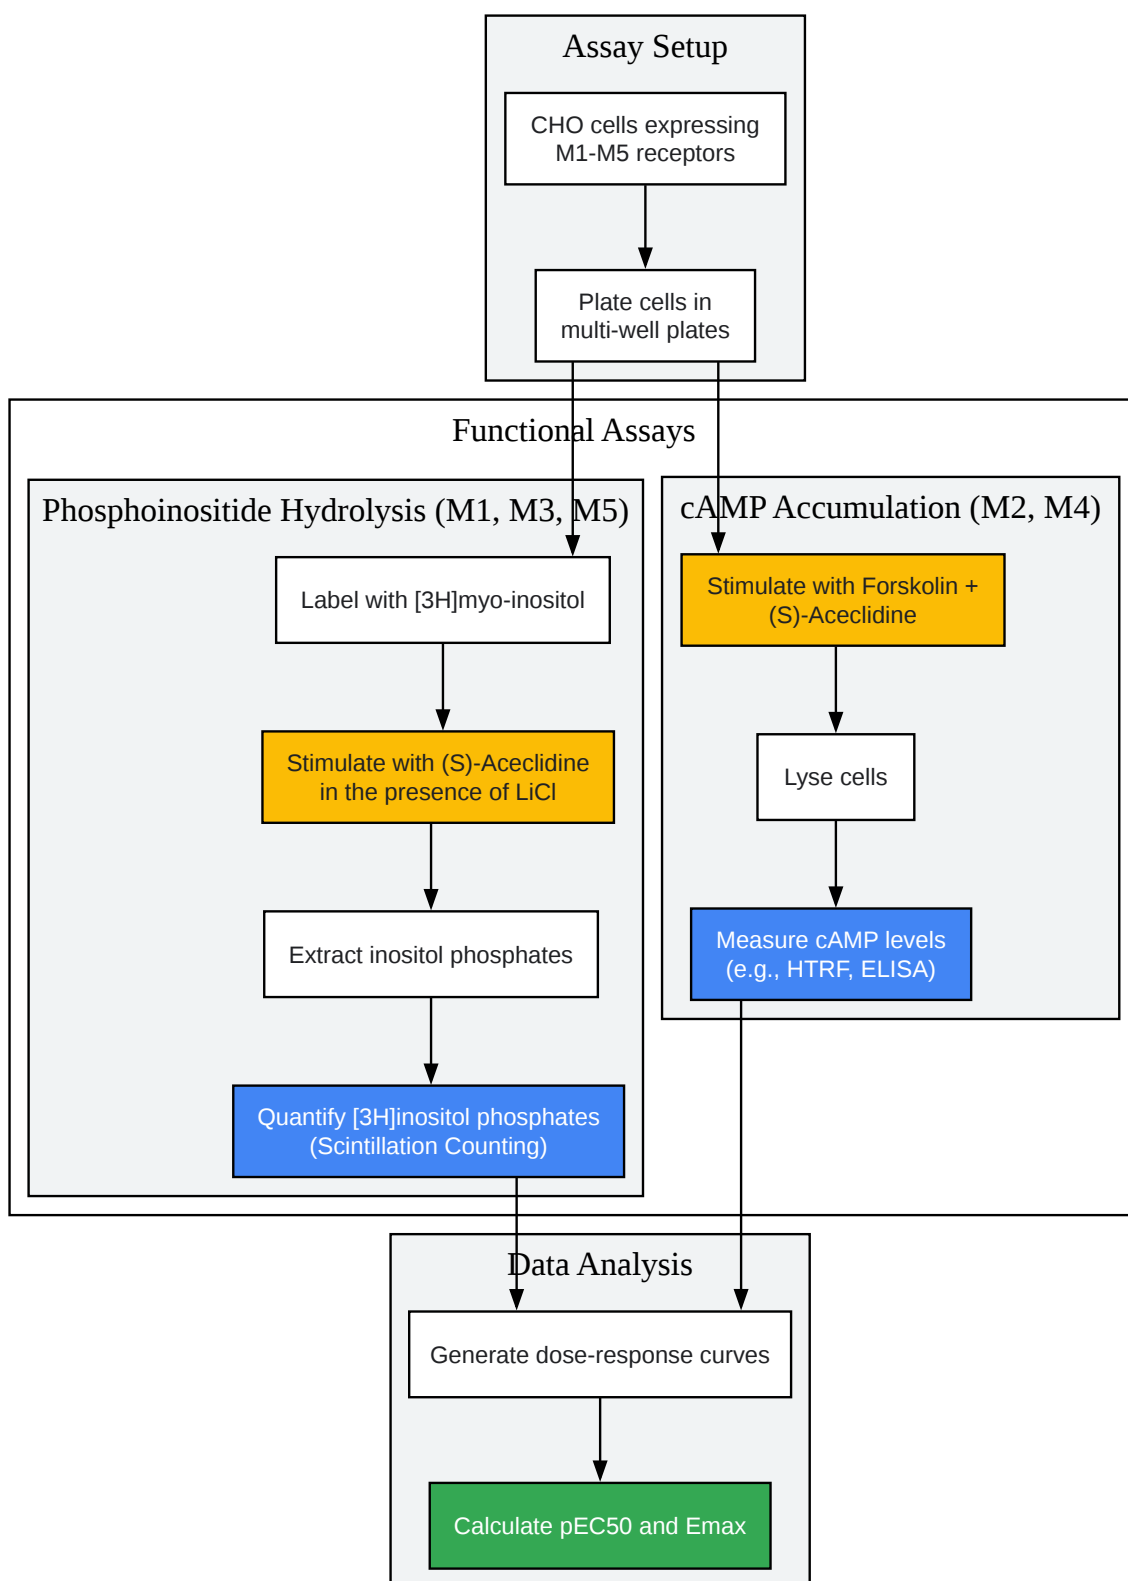 Assay Setup
CHO cells expressing
M1-M5 receptors
Plate cells in
multi-well plates
Functional Assays
Phosphoinositide Hydrolysis (M1, M3, M5)
Label with [3H]myo-inositol
Stimulate with (S)-Aceclidine
in the presence of LiCl
Extract inositol phosphates
Quantify [3H]inositol phosphates
(Scintillation Counting)
cAMP Accumulation (M2, M4)
Stimulate with Forskolin +
(S)-Aceclidine
Lyse cells
Measure cAMP levels
(e.g., HTRF, ELISA)
Data Analysis
Generate dose-response curves
Calculate pEC50 and Emax